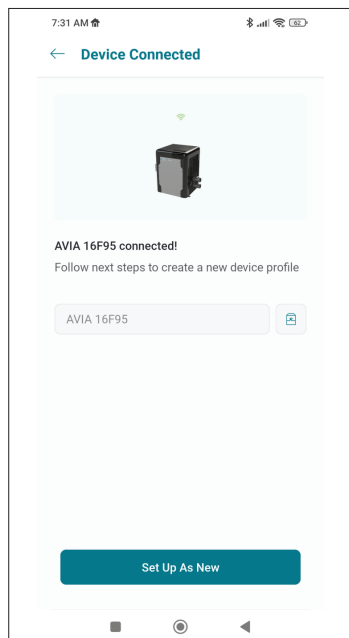 7:31 AM
62
Device Connected
AVIA 16F95 connected!
Follow next steps to create a new device profile
AVIA 16F95
Set Up As New